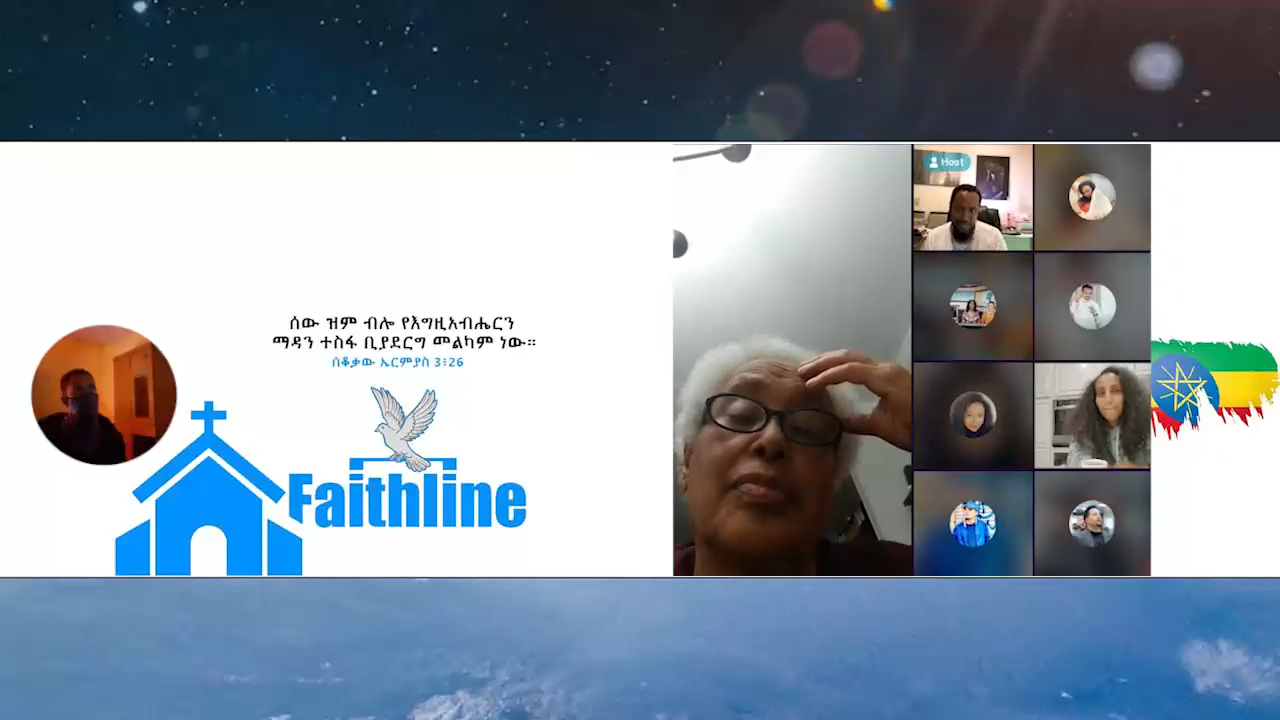 ሰው ዝም ብሎ የእግዚአብሔርን
ማዳን ተስፋ ቢያደርግ መልካም ነው።
ሰቆቃው ኤርምያስ 3፥26
Faithline
Host